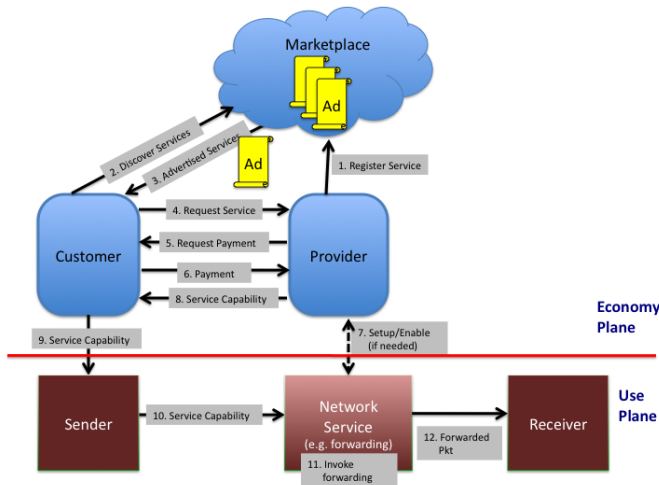 Marketplace
Ad
2. Discover Services
3. Advertised Services
Ad
1. Register Service
4. Request Service
Customer
5. Request Payment
Provider
6. Payment
8. Service Capability
Economy
Plane
9. Service Capability
7. Setup/Enable
(if needed)
Use
Plane
Sender
10. Service Capability
Network
Service
(e.g. forwarding)
11. Invoke
forwarding
12. Forwarded
Pkt
Receiver